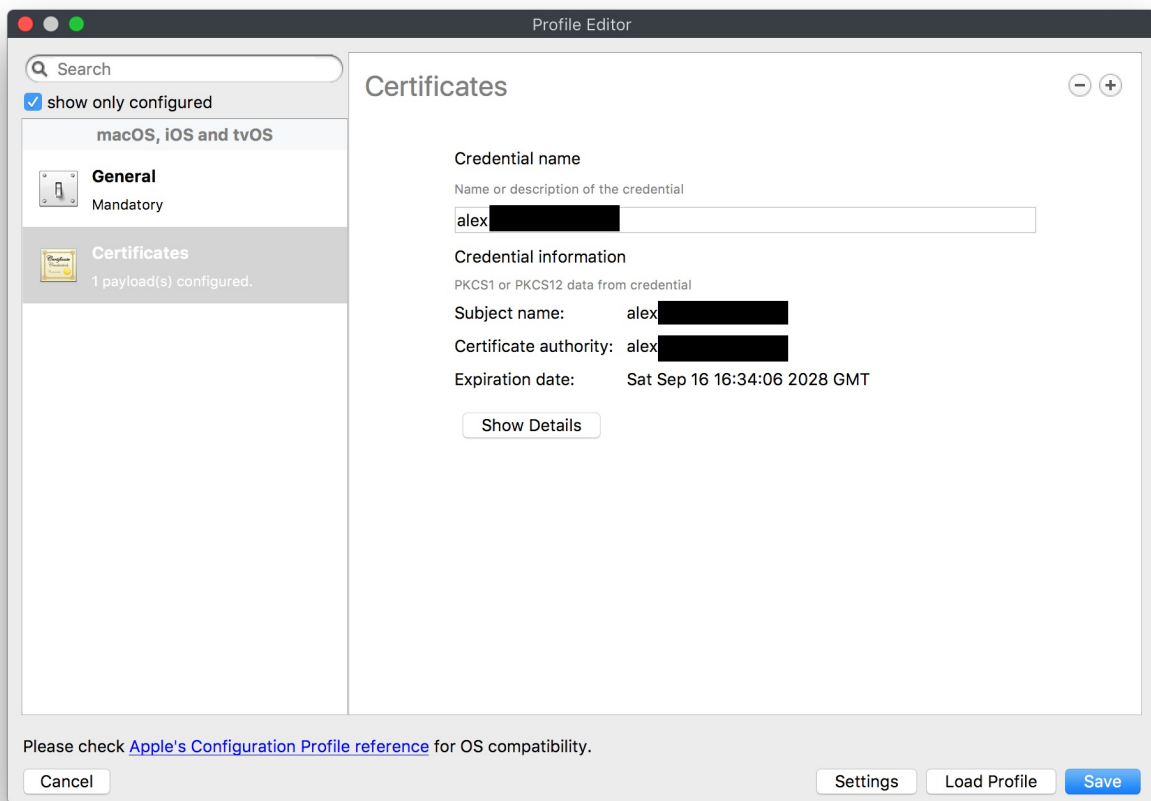 Profile Editor
Search
show only configured
macOS, iOS and tvOS
General
Mandatory
Certificates
1 payload(s) configured.
Certificates
Credential name
Name or description of the credential
alex
Credential information
PKCS1 or PKCS12 data from credential
Subject name: alex
Certificate authority: alex
Expiration date: Sat Sep 16 16:34:06 2028 GMT
Show Details
Please check Apple's Configuration Profile reference for OS compatibility.
Cancel Settings Load Profile Save